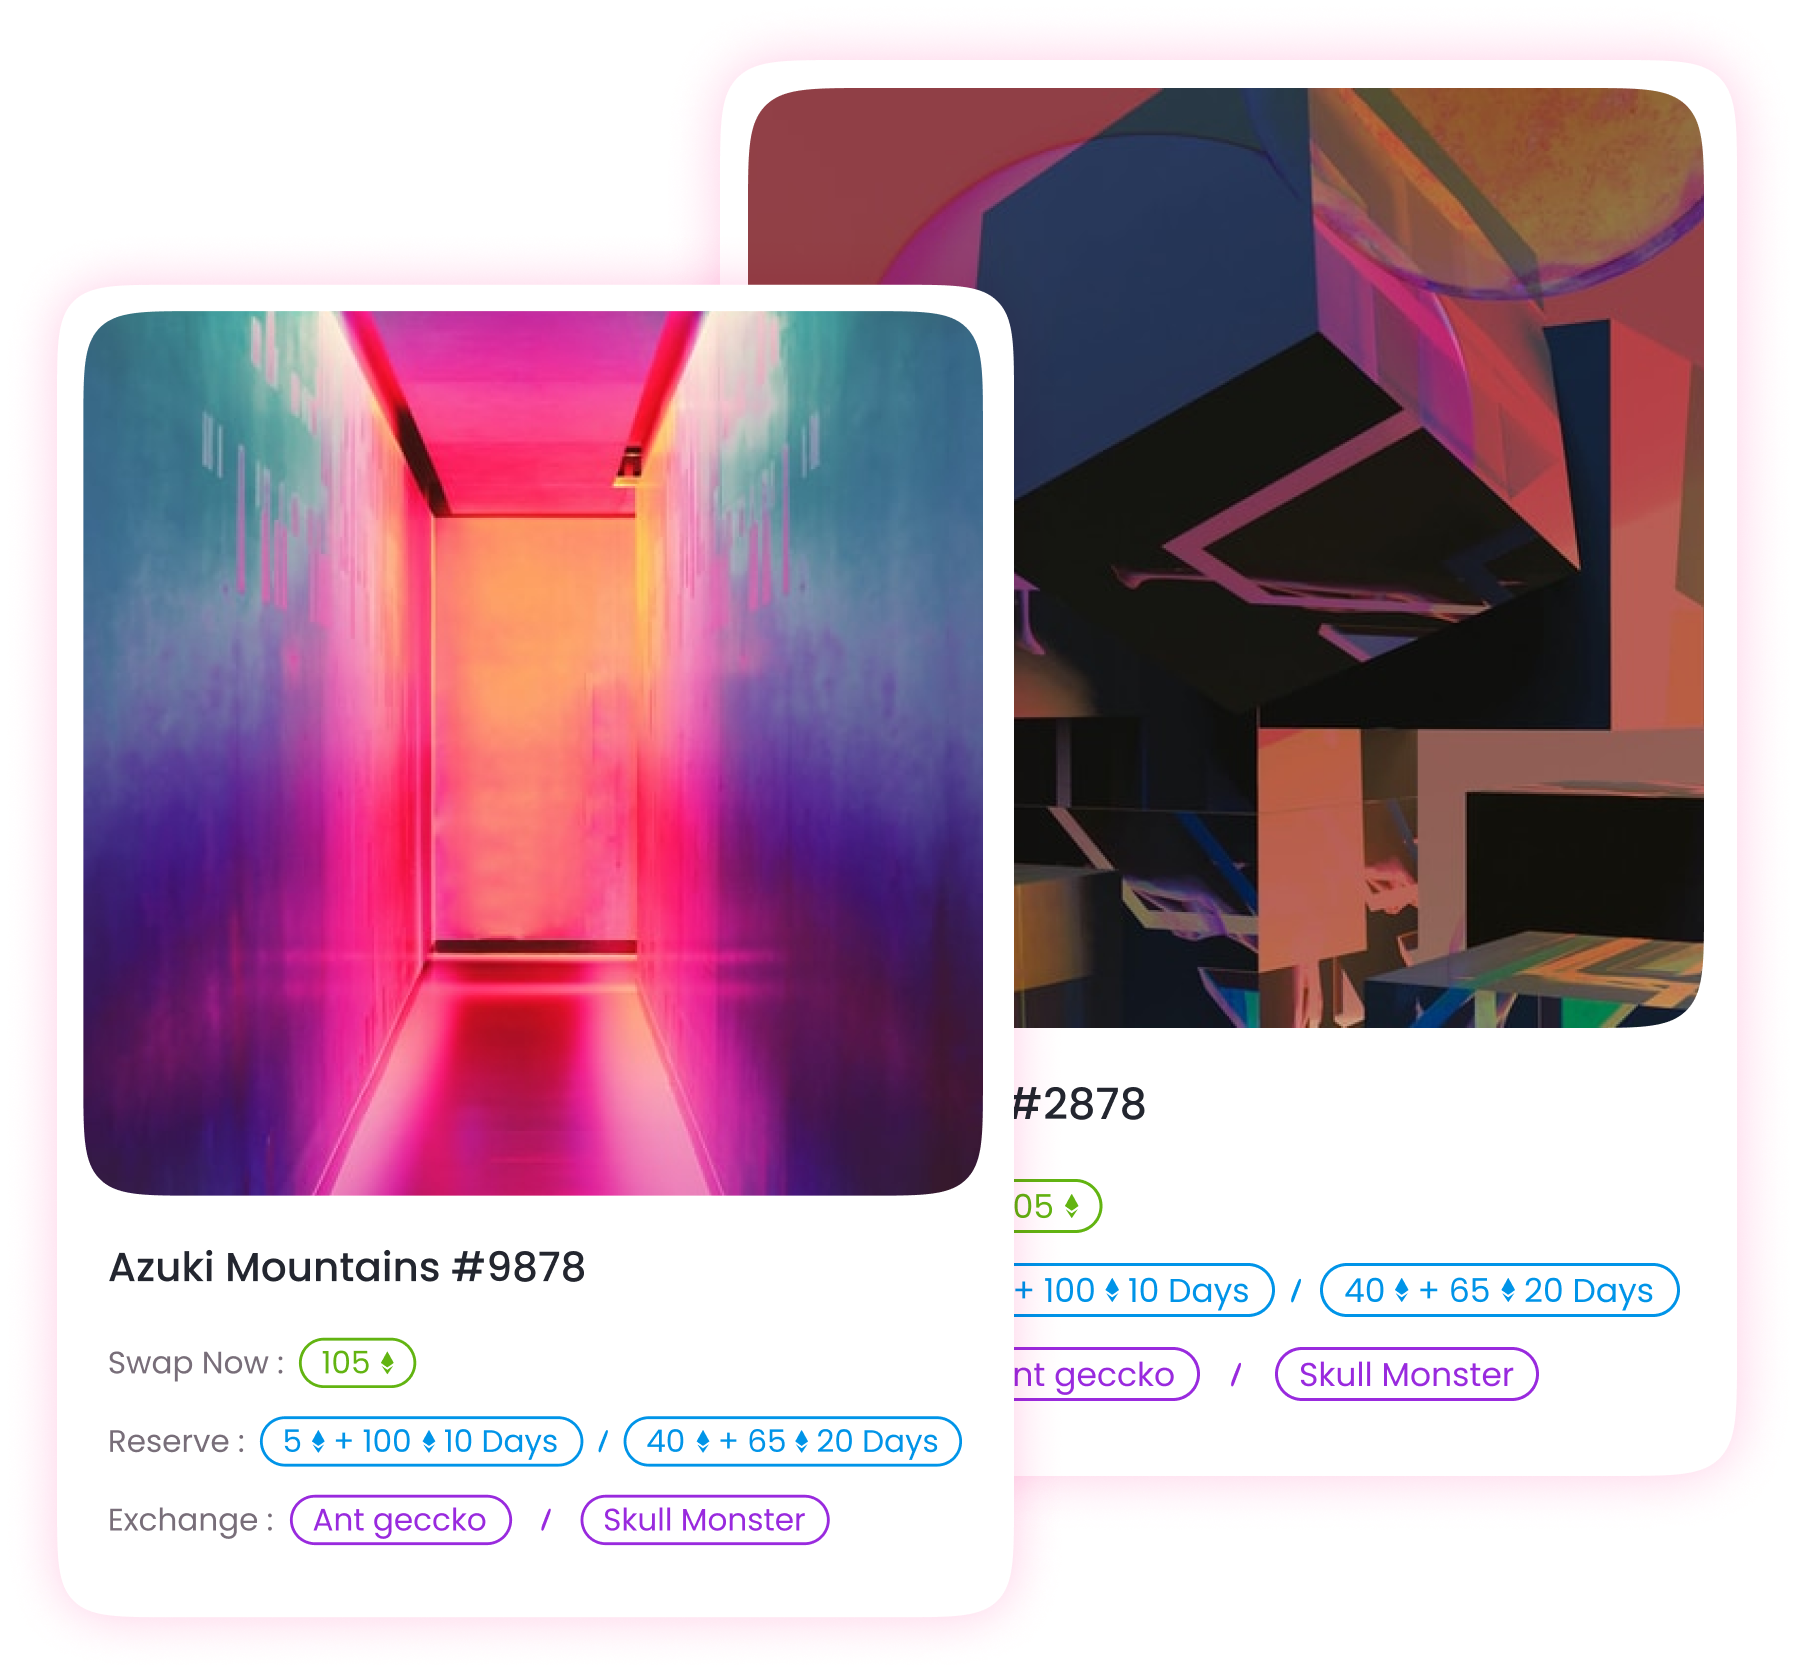 Azuki Mountains #9878
Swap Now : 105
Reserve : 5 + 100 10 Days / 40 + 65 20 Days
Exchange : Ant geccko / Skull Monster
#2878
05
+ 100 10 Days / 40 + 65 20 Days
nt geccko / Skull Monster